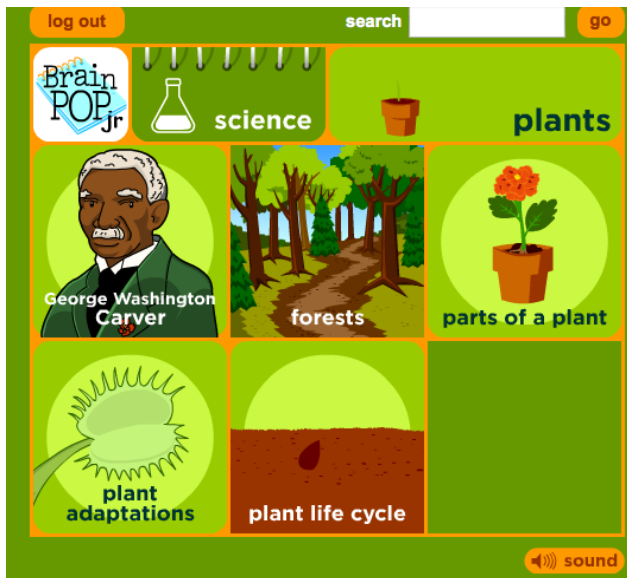 log out
search
go
Brain
POP
jr
science
plants
George Washington
Carver
forests
parts of a plant
plant
adaptations
plant life cycle
sound